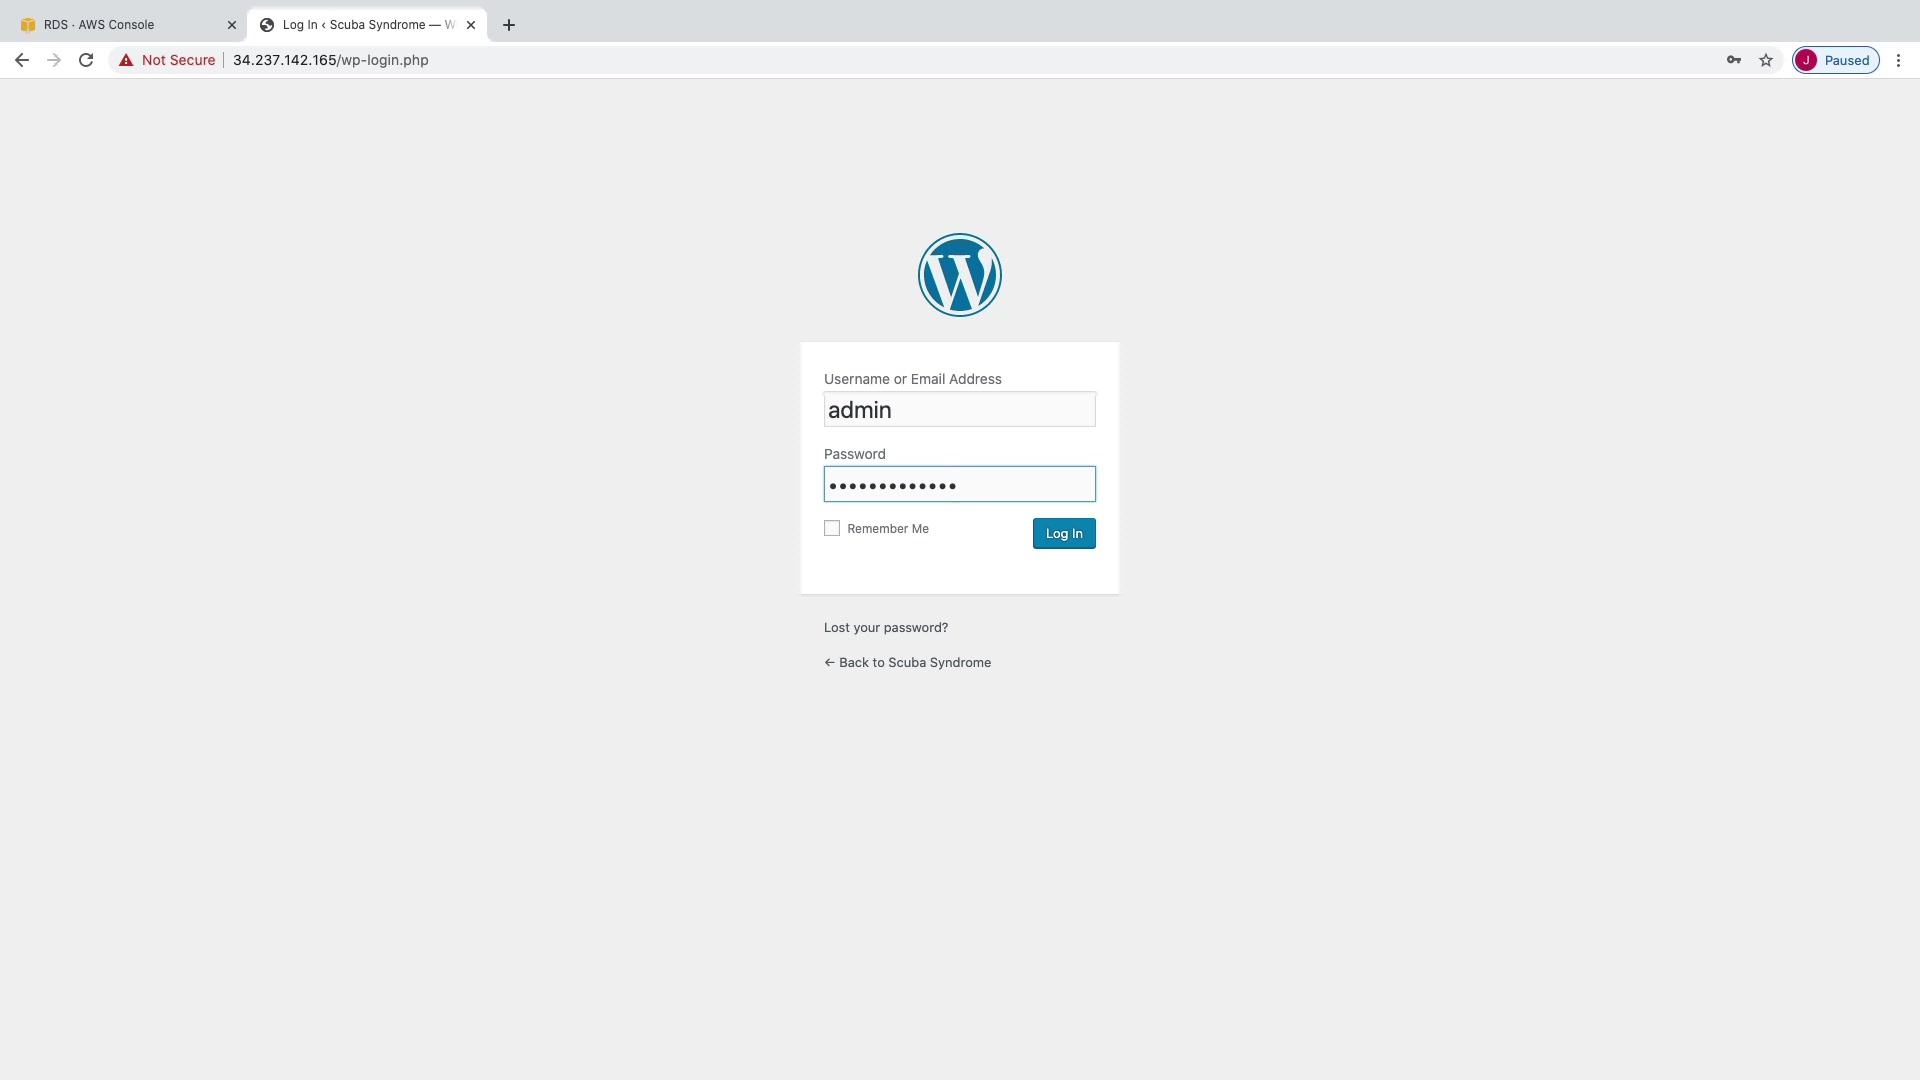 RDS · AWS Console
Log In ‹ Scuba Syndrome — W
Not Secure
34.237.142.165/wp-login.php
J
Paused
Username or Email Address
admin
Password
•••••••••••••
Remember Me
Log In
Lost your password?
← Back to Scuba Syndrome